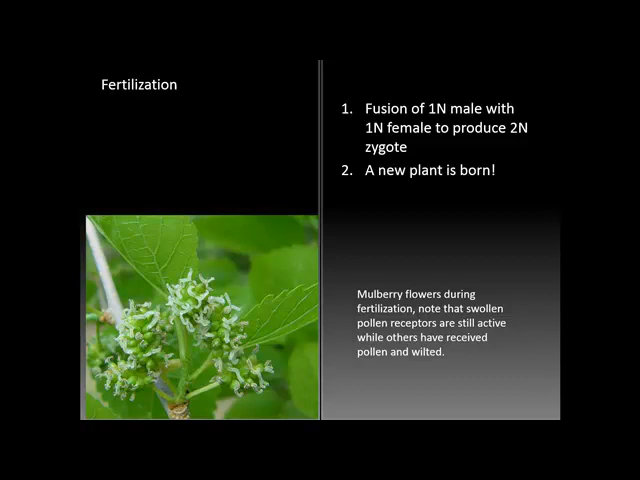 Fertilization
1. Fusion of 1N male with
1N female to produce 2N
zygote
2. A new plant is born!
Mulberry flowers during
fertilization, note that swollen
pollen receptors are still active
while others have received
pollen and wilted.